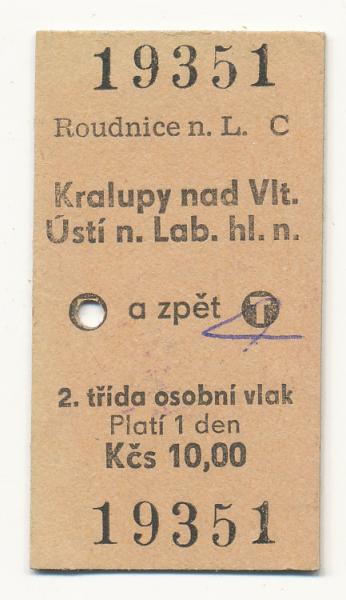 19351
Roudnice n. L. C
Kralupy nad Vlt.
Ústí n. Lab. hl. n.
a zpět T
2. třída osobní vlak
Platí 1 den
Kčs 10,00
19351